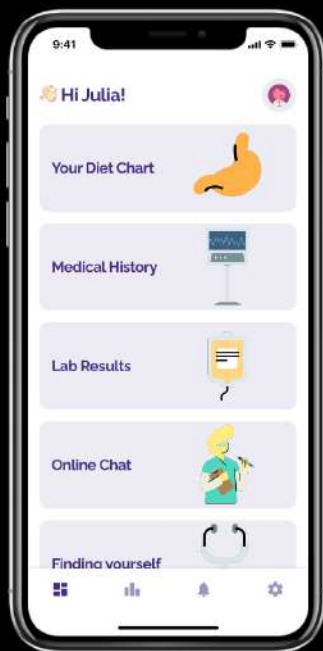 9:41
Hi Julia!
Your Diet Chart
Medical History
Lab Results
Online Chat
Finding yourself